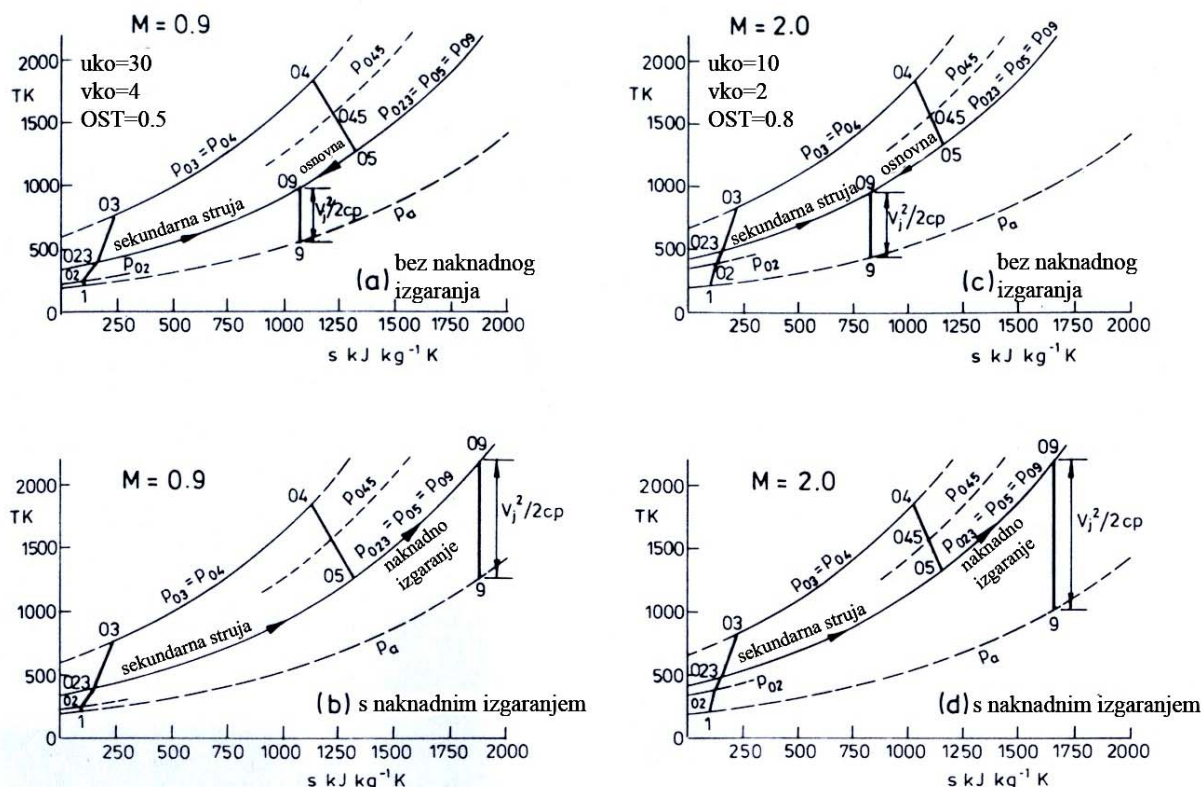 M = 0.9
uko=30
vko=4
OST=0.5
2000
TK
1500
1000
500
0
P03 = P04
04
P045
P023 = P05 = P09
045
05
osnovna
09
03
sekundarna struja
Vj²/2cp
Pa
023
02
P02
1
9
(a) bez naknadnog
izgaranja
250 500 750 1000 1250 1500 1750 2000
s kJ kg⁻¹ K
M = 2.0
uko=10
vko=2
OST=0.8
2000
TK
1500
1000
500
0
P03 = P04
04
P045
P023 = P05 = P09
045
05
osnovna
09
03
sekundarna struja
Vj²/2cp
Pa
023
02
P02
1
9
(c) bez naknadnog
izgaranja
250 500 750 1000 1250 1500 1750 2000
s kJ kg⁻¹ K
M = 0.9
2000
TK
1500
1000
500
0
P03 = P04
04
P045
P023 = P05 = P09
05
naknadno
izgaranje
09
Vj²/2cp
9
03
sekundarna struja
Pa
023
02
1
(b) s naknadnim izgaranjem
250 500 750 1000 1250 1500 1750 2000
s kJ kg⁻¹ K
M = 2.0
2000
TK
1500
1000
500
0
P03 = P04
04
P045
P023 = P05 = P09
045
05
naknadno
izgaranje
09
Vj²/2cp
9
03
sekundarna struja
Pa
023
02
P02
1
(d) s naknadnim izgaranjem
250 500 750 1000 1250 1500 1750 2000
s kJ kg⁻¹ K